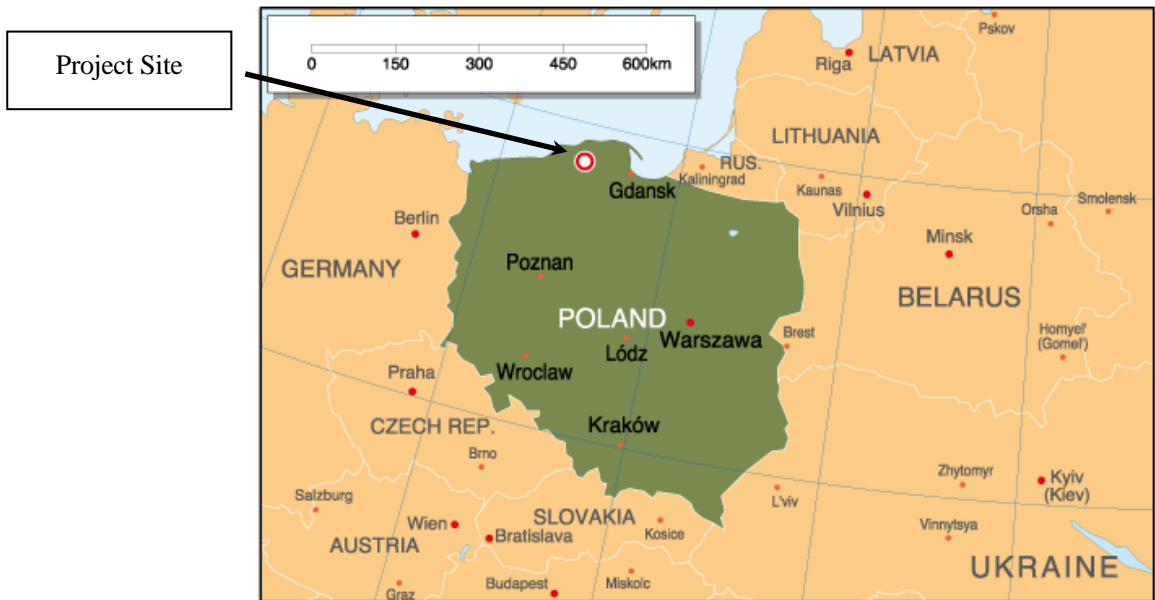 Project Site
0 150 300 450 600km
Pskov
Riga
LATVIA
LITHUANIA
RUS.
Kaliningrad
Kaunas
Vilnius
Smolensk
Orsha
Gdansk
Berlin
Minsk
GERMANY
Poznan
BELARUS
POLAND
Warszawa
Brest
Homyel'
(Gomel')
Lódz
Wroclaw
Praha
Kraków
CZECH REP.
Brno
Zhytomyr
Kyiv
(Kiev)
L'viv
Salzburg
Wien
SLOVAKIA
Bratislava
Kosice
Vinnytsya
AUSTRIA
UKRAINE
Miskolc
Budapest
Graz